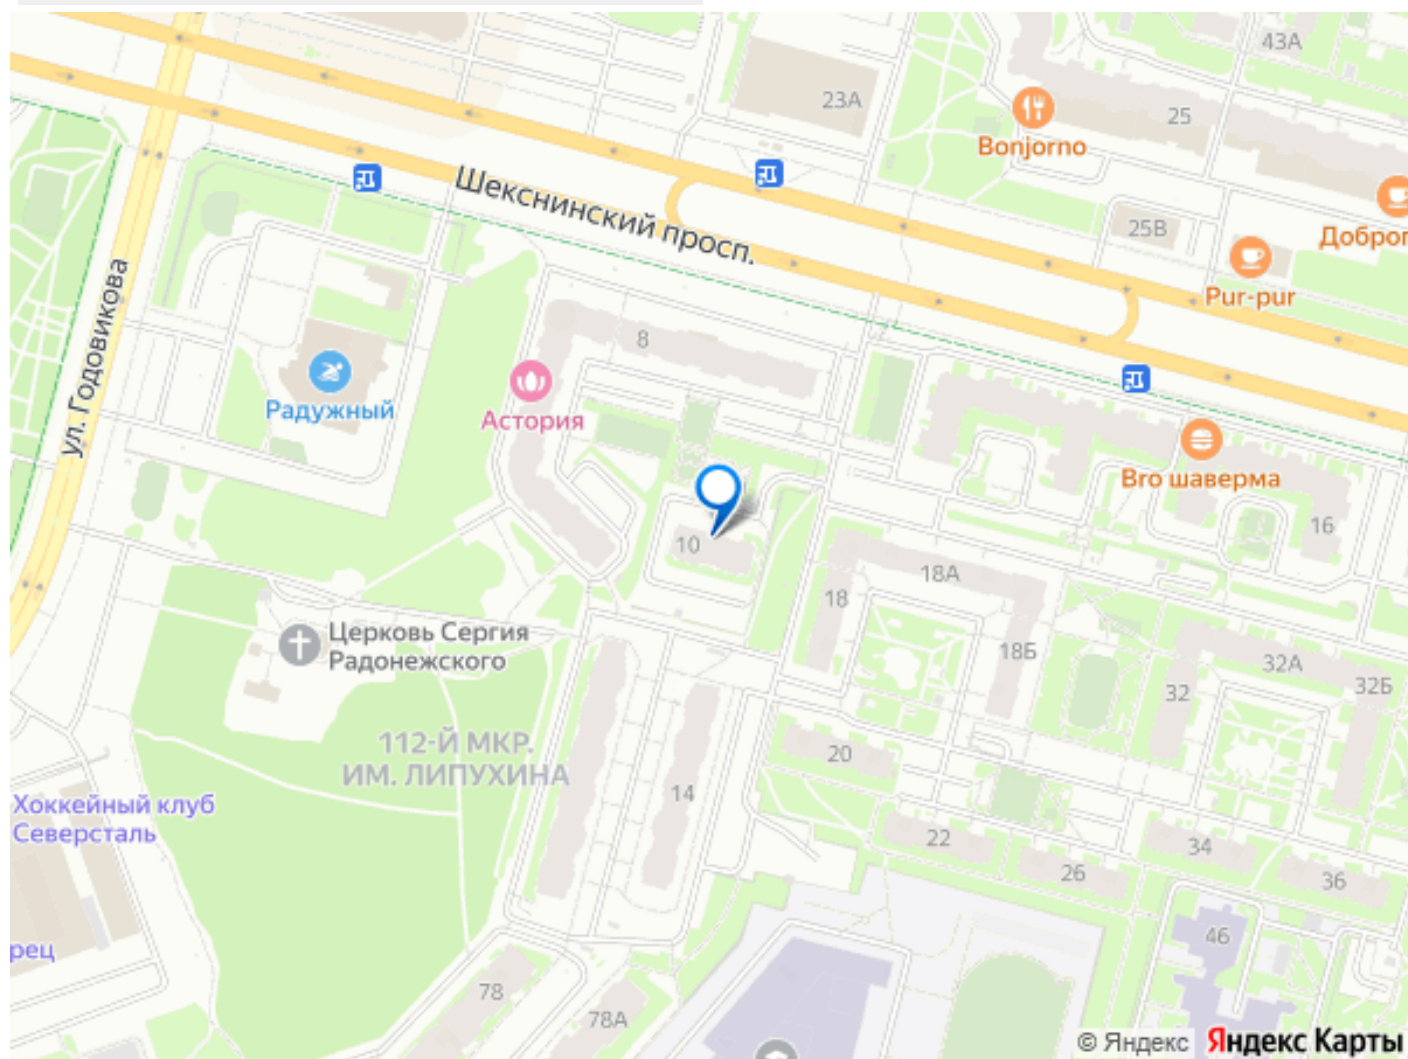 43А
23А
25
Bonjorno
Шекснинский просп.
25В
Доброг
Pur-pur
ул. Годовикова
8
Радужный
Астория
Bro шаверма
16
10
18А
18
Церковь Сергия
Радонежского
18Б
32А
32Б
32
112-Й МКР.
ИМ. ЛИПУХИНА
20
14
Хоккейный клуб
Северсталь
22
34
26
36
рец
46
78
78А
© Яндекс Яндекс Карты